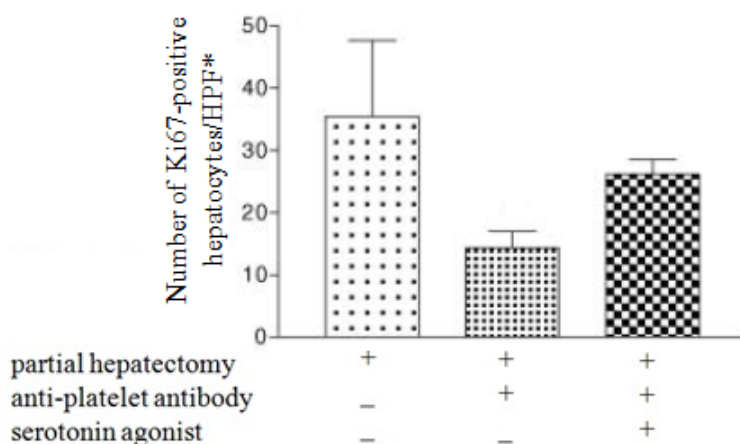 Number of Ki67-positive
hepatocytes/HPF*
50
40
30
20
10
0
partial hepatectomy + + +
anti-platelet antibody – + +
serotonin agonist – – +